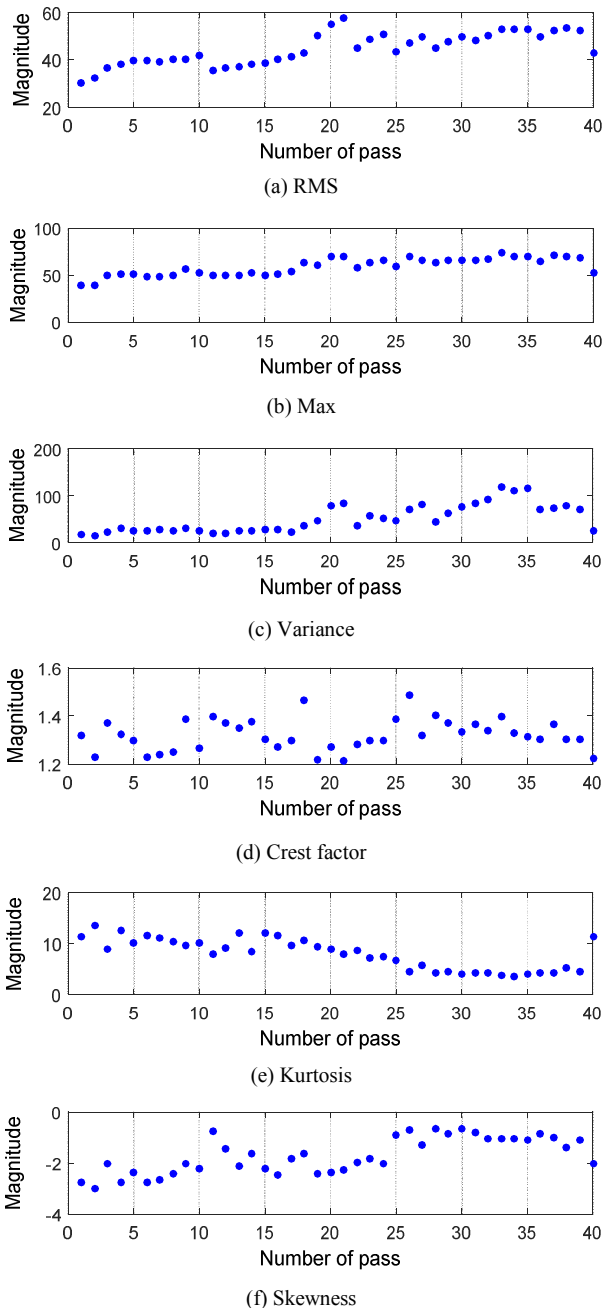 60
40
20
Magnitude
0 5 10 15 20 25 30 35 40
Number of pass
(a) RMS
100
50
0
Magnitude
0 5 10 15 20 25 30 35 40
Number of pass
(b) Max
200
100
0
Magnitude
0 5 10 15 20 25 30 35 40
Number of pass
(c) Variance
1.6
1.4
1.2
Magnitude
0 5 10 15 20 25 30 35 40
Number of pass
(d) Crest factor
20
10
0
Magnitude
0 5 10 15 20 25 30 35 40
Number of pass
(e) Kurtosis
0
-2
-4
Magnitude
0 5 10 15 20 25 30 35 40
Number of pass
(f) Skewness